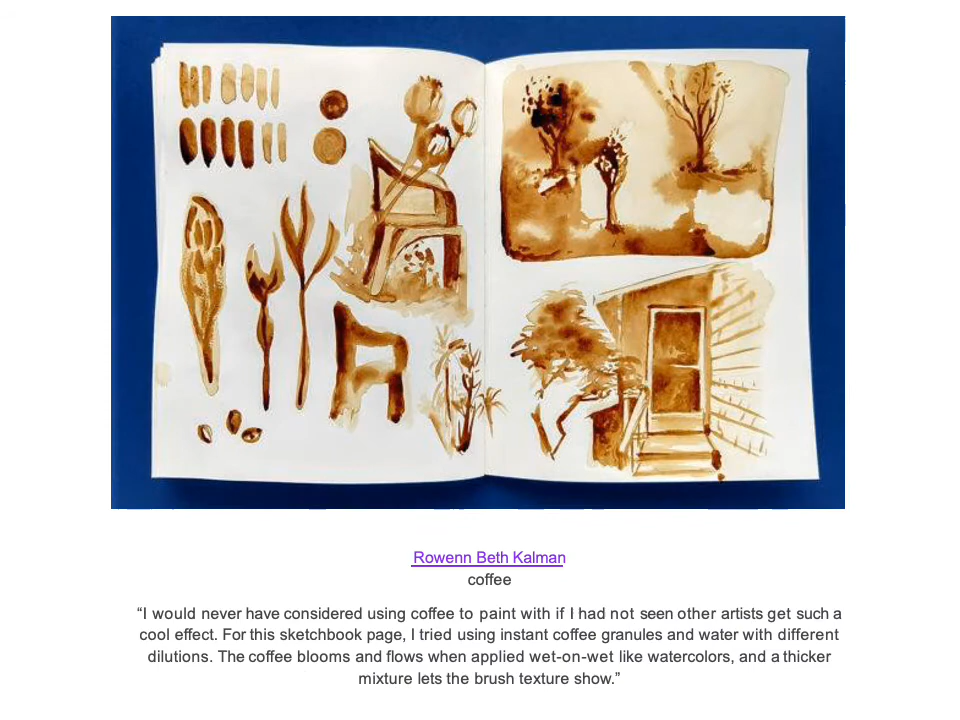 Rowenn Beth Kalman
coffee
“I would never have considered using coffee to paint with if I had not seen other artists get such a
cool effect. For this sketchbook page, I tried using instant coffee granules and water with different
dilutions. The coffee blooms and flows when applied wet-on-wet like watercolors, and a thicker
mixture lets the brush texture show.”